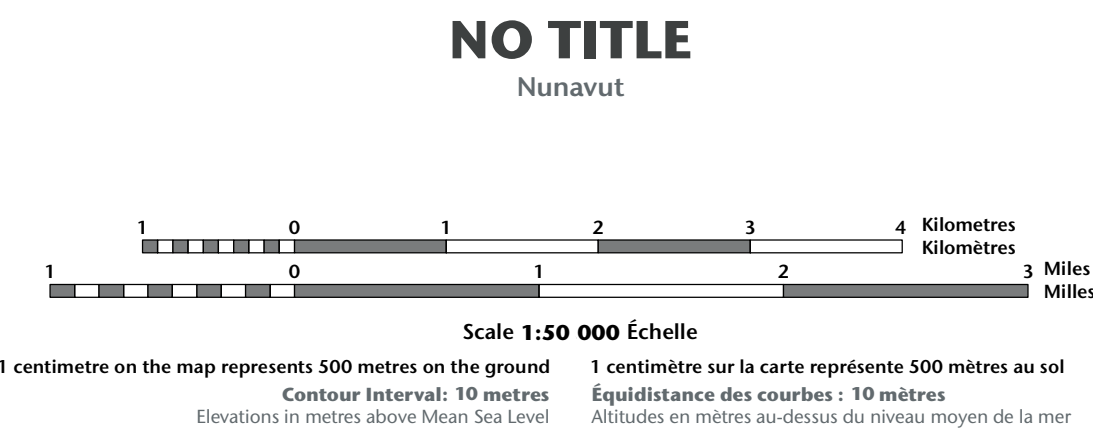 NO TITLE
Nunavut
1 0 1 2 3 4 Kilometres
Kilomètres
1 0 1 2 3 Miles
Milles
Scale 1:50 000 Échelle
1 centimetre on the map represents 500 metres on the ground
1 centimètre sur la carte représente 500 mètres au sol
Contour Interval: 10 metres
Équidistance des courbes : 10 mètres
Elevations in metres above Mean Sea Level
Altitudes en mètres au-dessus du niveau moyen de la mer